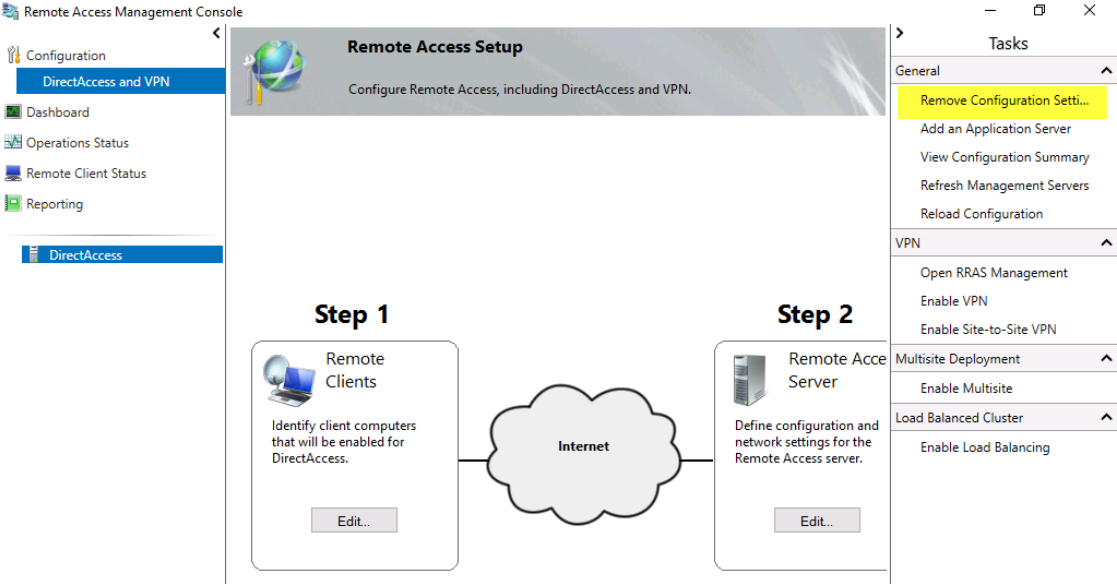 Remote Access Management Console
Configuration
DirectAccess and VPN
Dashboard
Operations Status
Remote Client Status
Reporting
DirectAccess
Remote Access Setup
Configure Remote Access, including DirectAccess and VPN.
Step 1
Remote
Clients
Identify client computers
that will be enabled for
DirectAccess.
Edit...
Internet
Step 2
Remote Acce
Server
Define configuration and
network settings for the
Remote Access server.
Edit...
Tasks
General
Remove Configuration Setti...
Add an Application Server
View Configuration Summary
Refresh Management Servers
Reload Configuration
VPN
Open RRAS Management
Enable VPN
Enable Site-to-Site VPN
Multisite Deployment
Enable Multisite
Load Balanced Cluster
Enable Load Balancing